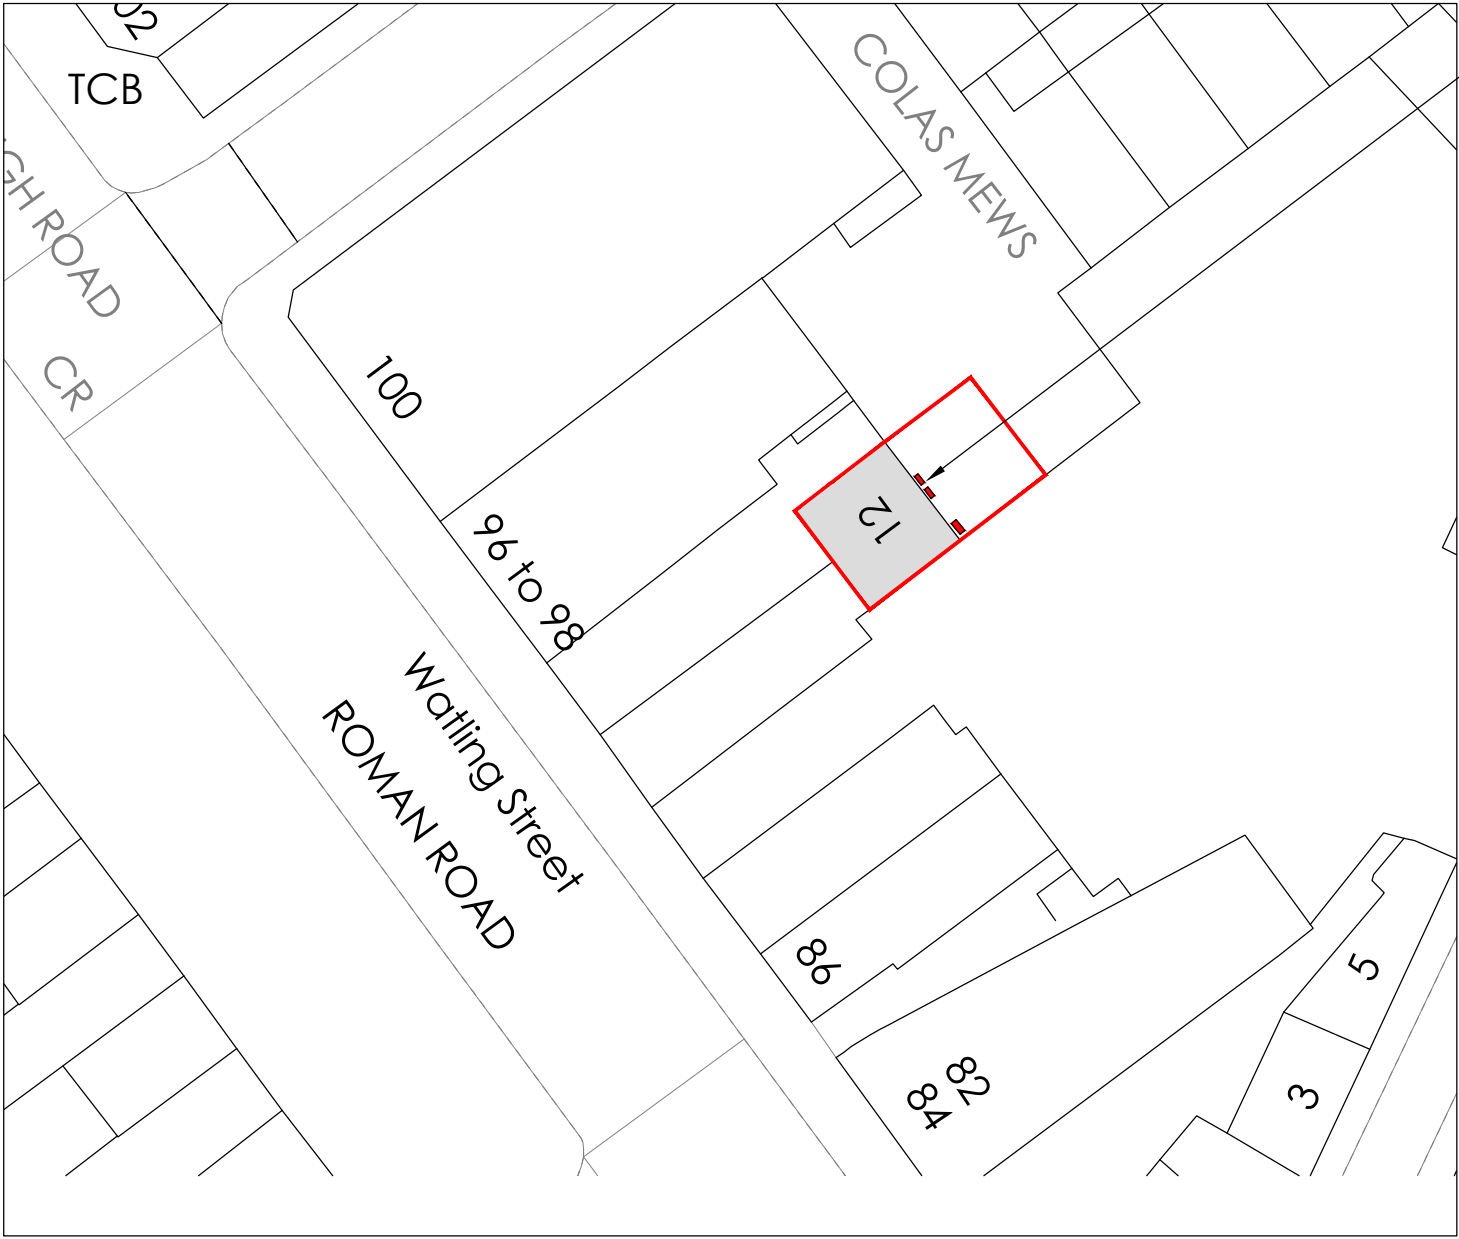 02
TCB
COLAS MEWS
GH ROAD
CR
100
12
96 to 98
Watling Street
ROMAN ROAD
86
82
84
5
3